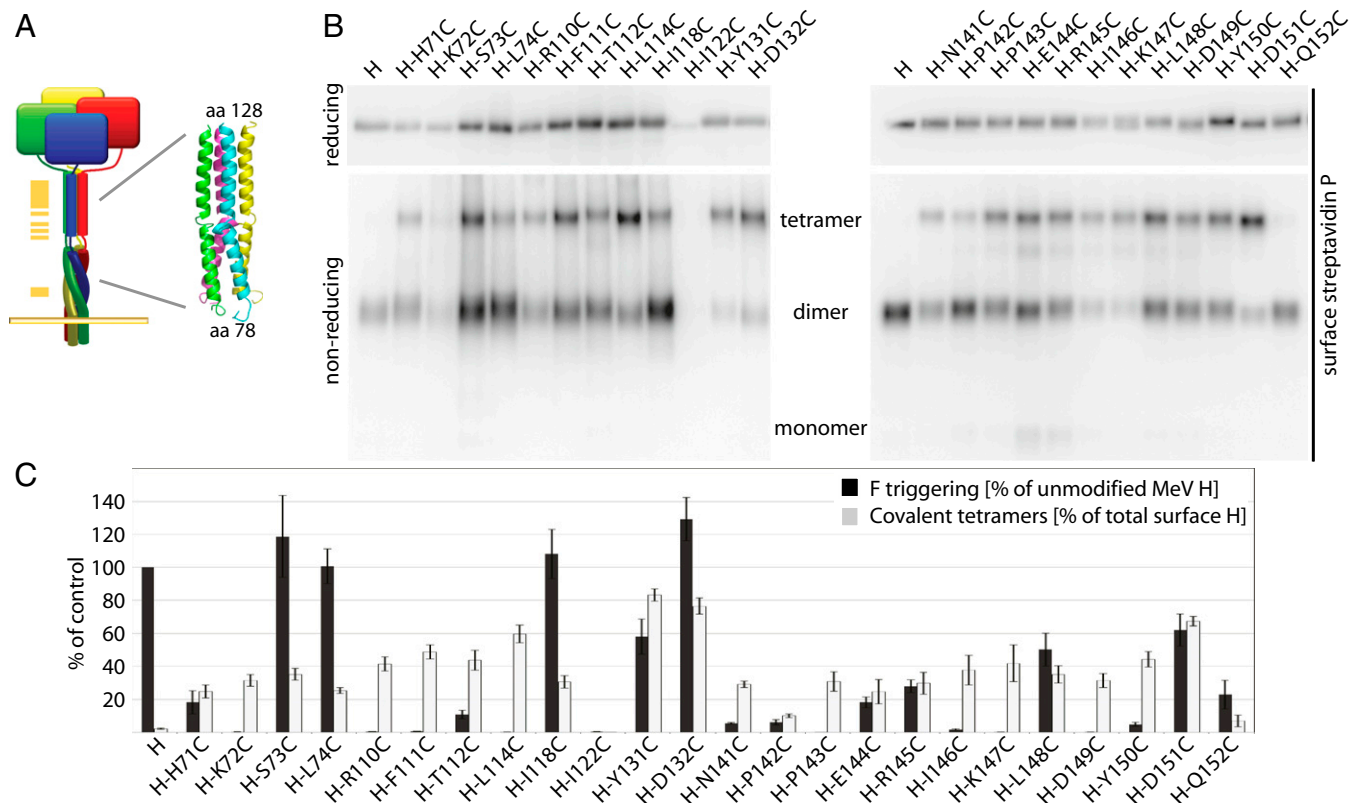 A
aa 128
aa 78
B
H
H-H71C
H-K72C
H-S73C
H-L74C
H-R110C
H-F111C
H-T112C
H-L114C
H-I118C
H-I122C
H-Y131C
H-D132C
H
H-N141C
H-P142C
H-P143C
H-E144C
H-R145C
H-I146C
H-K147C
H-L148C
H-D149C
H-Y150C
H-D151C
H-Q152C
reducing
non-reducing
tetramer
dimer
monomer
surface streptavidin P
C
F triggering [% of unmodified MeV H]
Covalent tetramers [% of total surface H]
% of control
140
120
100
80
60
40
20
H
H-H71C
H-K72C
H-S73C
H-L74C
H-R110C
H-F111C
H-T112C
H-L114C
H-I118C
H-I122C
H-Y131C
H-D132C
H-N141C
H-P142C
H-P143C
H-E144C
H-R145C
H-I146C
H-K147C
H-L148C
H-D149C
H-Y150C
H-D151C
H-Q152C